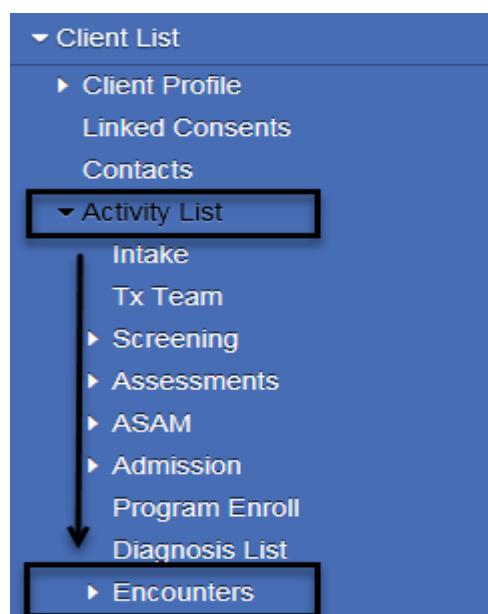 Client List
Client Profile
Linked Consents
Contacts
Activity List
Intake
Tx Team
Screening
Assessments
ASAM
Admission
Program Enroll
Diagnosis List
Encounters